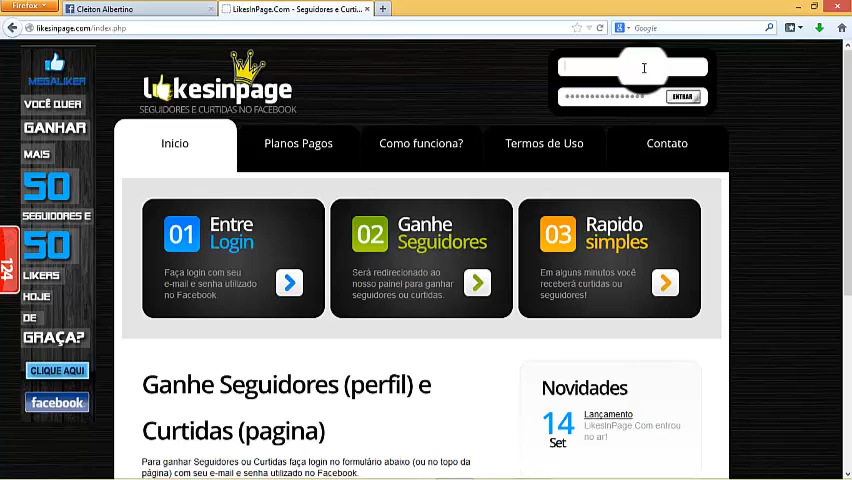 Firefox
Cleiton Albertino
LikesInPage.Com - Seguidores e Curti...
likesinpage.com/index.php
Google
MEGALIKER
VOCÊ QUER
GANHAR
MAIS
50
SEGUIDORES E
50
LIKERS
HOJE
DE
GRAÇA?
CLIQUE AQUI
facebook
124
likesinpage
SEGUIDORES E CURTIDAS NO FACEBOOK
ENTRAR
Inicio
Planos Pagos
Como funciona?
Termos de Uso
Contato
01
Entre
Login
Faça login com seu
e-mail e senha utilizado
no Facebook.
02
Ganhe
Seguidores
Será redirecionado ao
nosso painel para ganhar
seguidores ou curtidas.
03
Rapido
simples
Em alguns minutos você
receberá curtidas ou
seguidores!
Ganhe Seguidores (perfil) e
Curtidas (pagina)
Para ganhar Seguidores ou Curtidas faça login no formulário abaixo (ou no topo da
página) com seu e-mail e senha utilizado no Facebook.
Novidades
14
Set
Lançamento
LikesInPage.Com entrou
no ar!